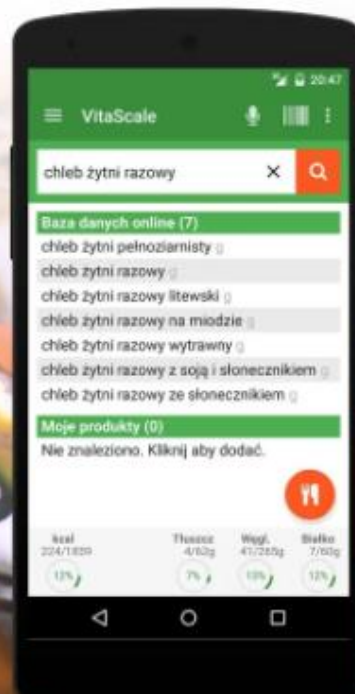 20:47
VitaScale
chleb żytni razowy
Baza danych online (7)
chleb żytni pełnoziarnisty g
chleb żytni razowy g
chleb żytni razowy litewski g
chleb żytni razowy na miodzie g
chleb żytni razowy wytrawny g
chleb żytni razowy z soją i słonecznikiem g
chleb żytni razowy ze słonecznikiem g
Moje produkty (0)
Nie znaleziono. Kliknij aby dodać.
kcal Tłuszcz Węgl. Białko
224/1859 4/62g 41/265g 7/60g
12% 7% 12%